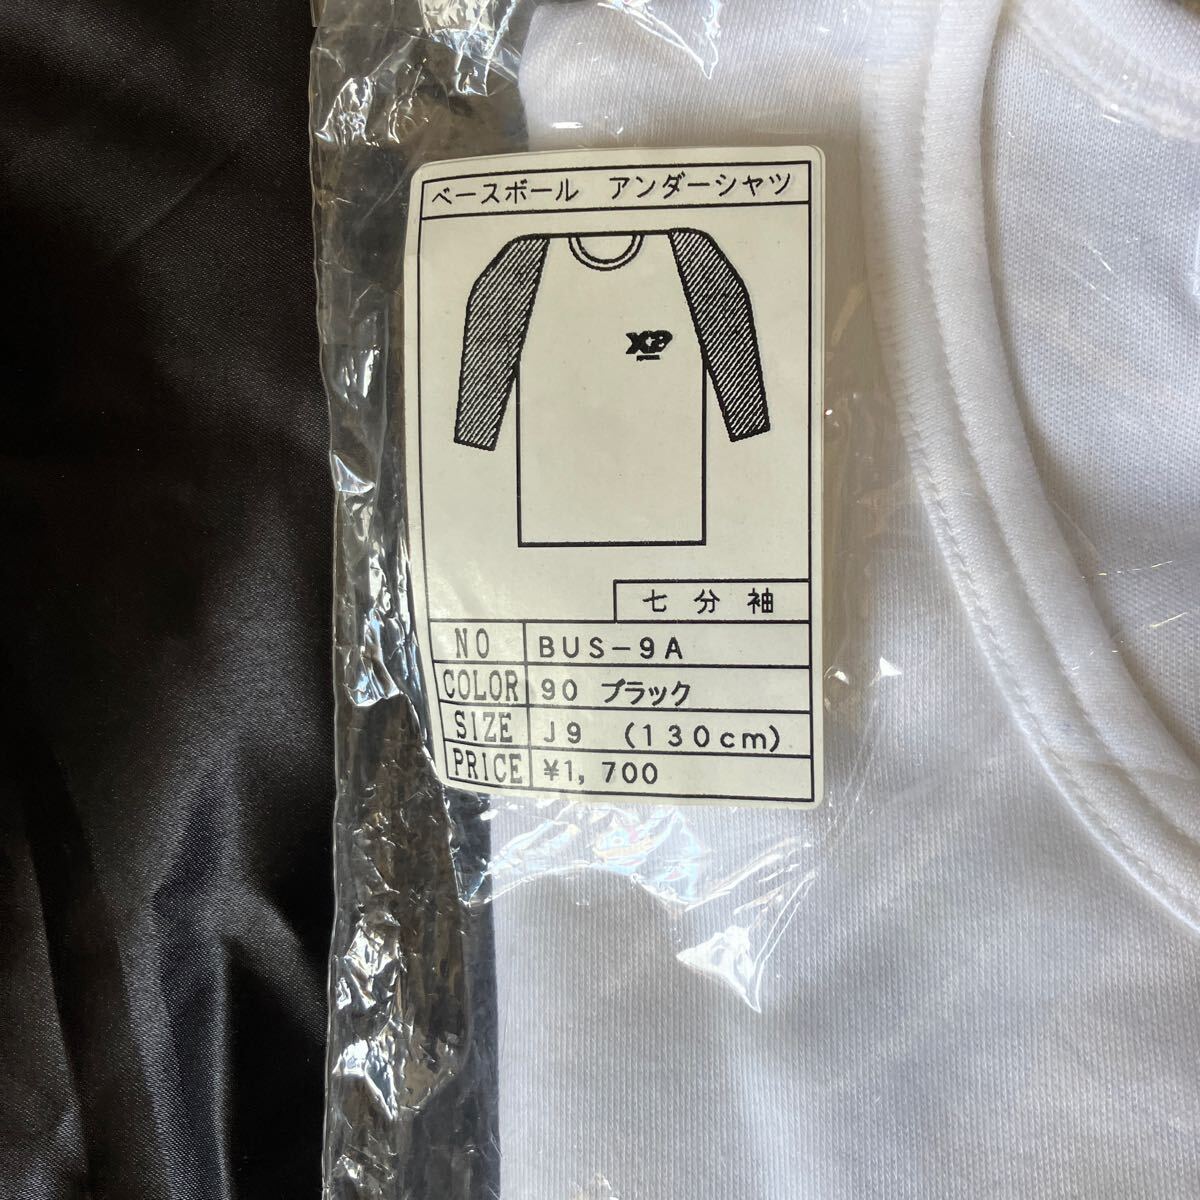 ベースボール アンダーシャツ
XP
七分袖
NO BUS-9A
COLOR 90 ブラック
SIZE J9 (130cm)
PRICE ¥1,700